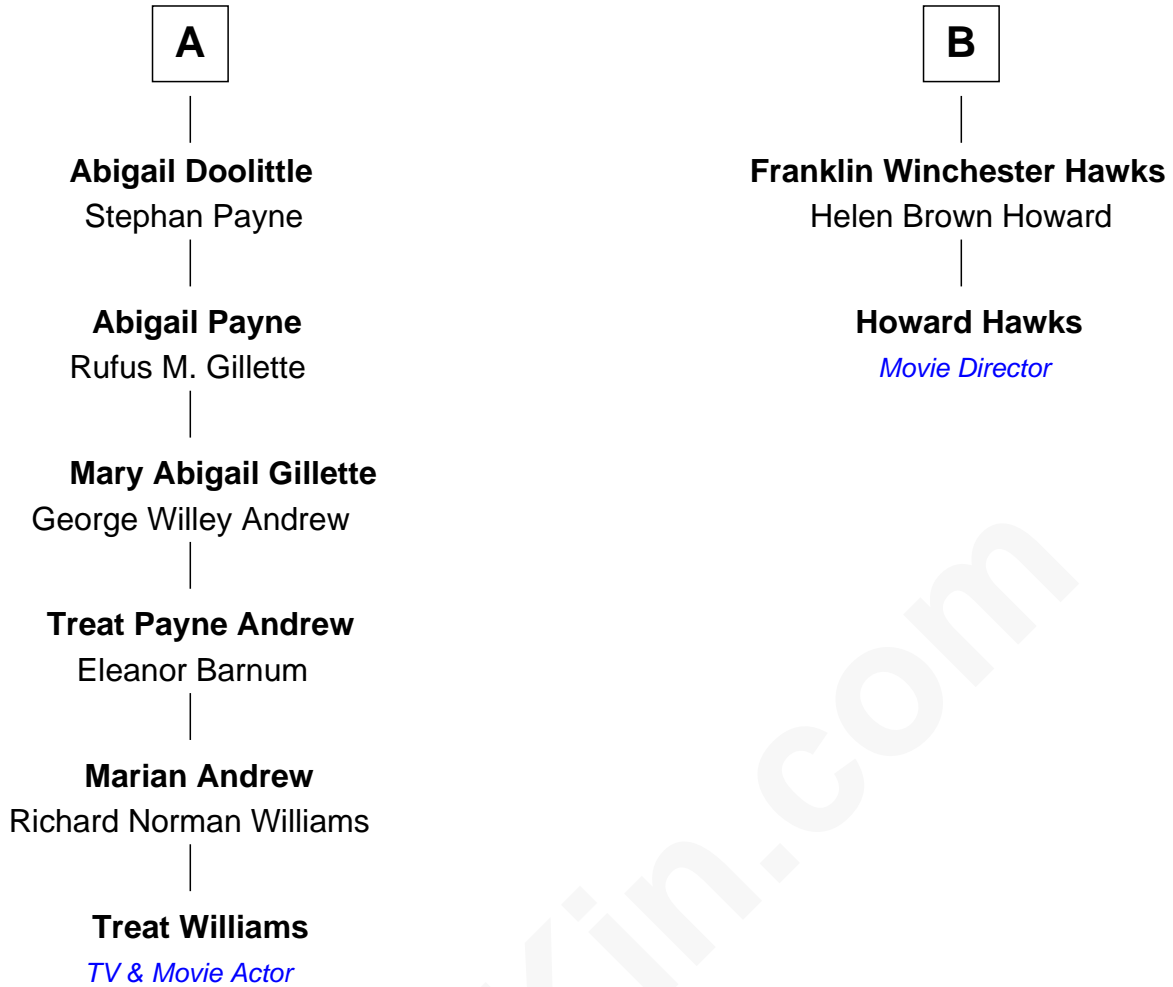 A
Abigail Doolittle
Stephan Payne
Abigail Payne
Rufus M. Gillette
Mary Abigail Gillette
George Willey Andrew
Treat Payne Andrew
Eleanor Barnum
Marian Andrew
Richard Norman Williams
Treat Williams
TV & Movie Actor
B
Franklin Winchester Hawks
Helen Brown Howard
Howard Hawks
Movie Director
Kin.com